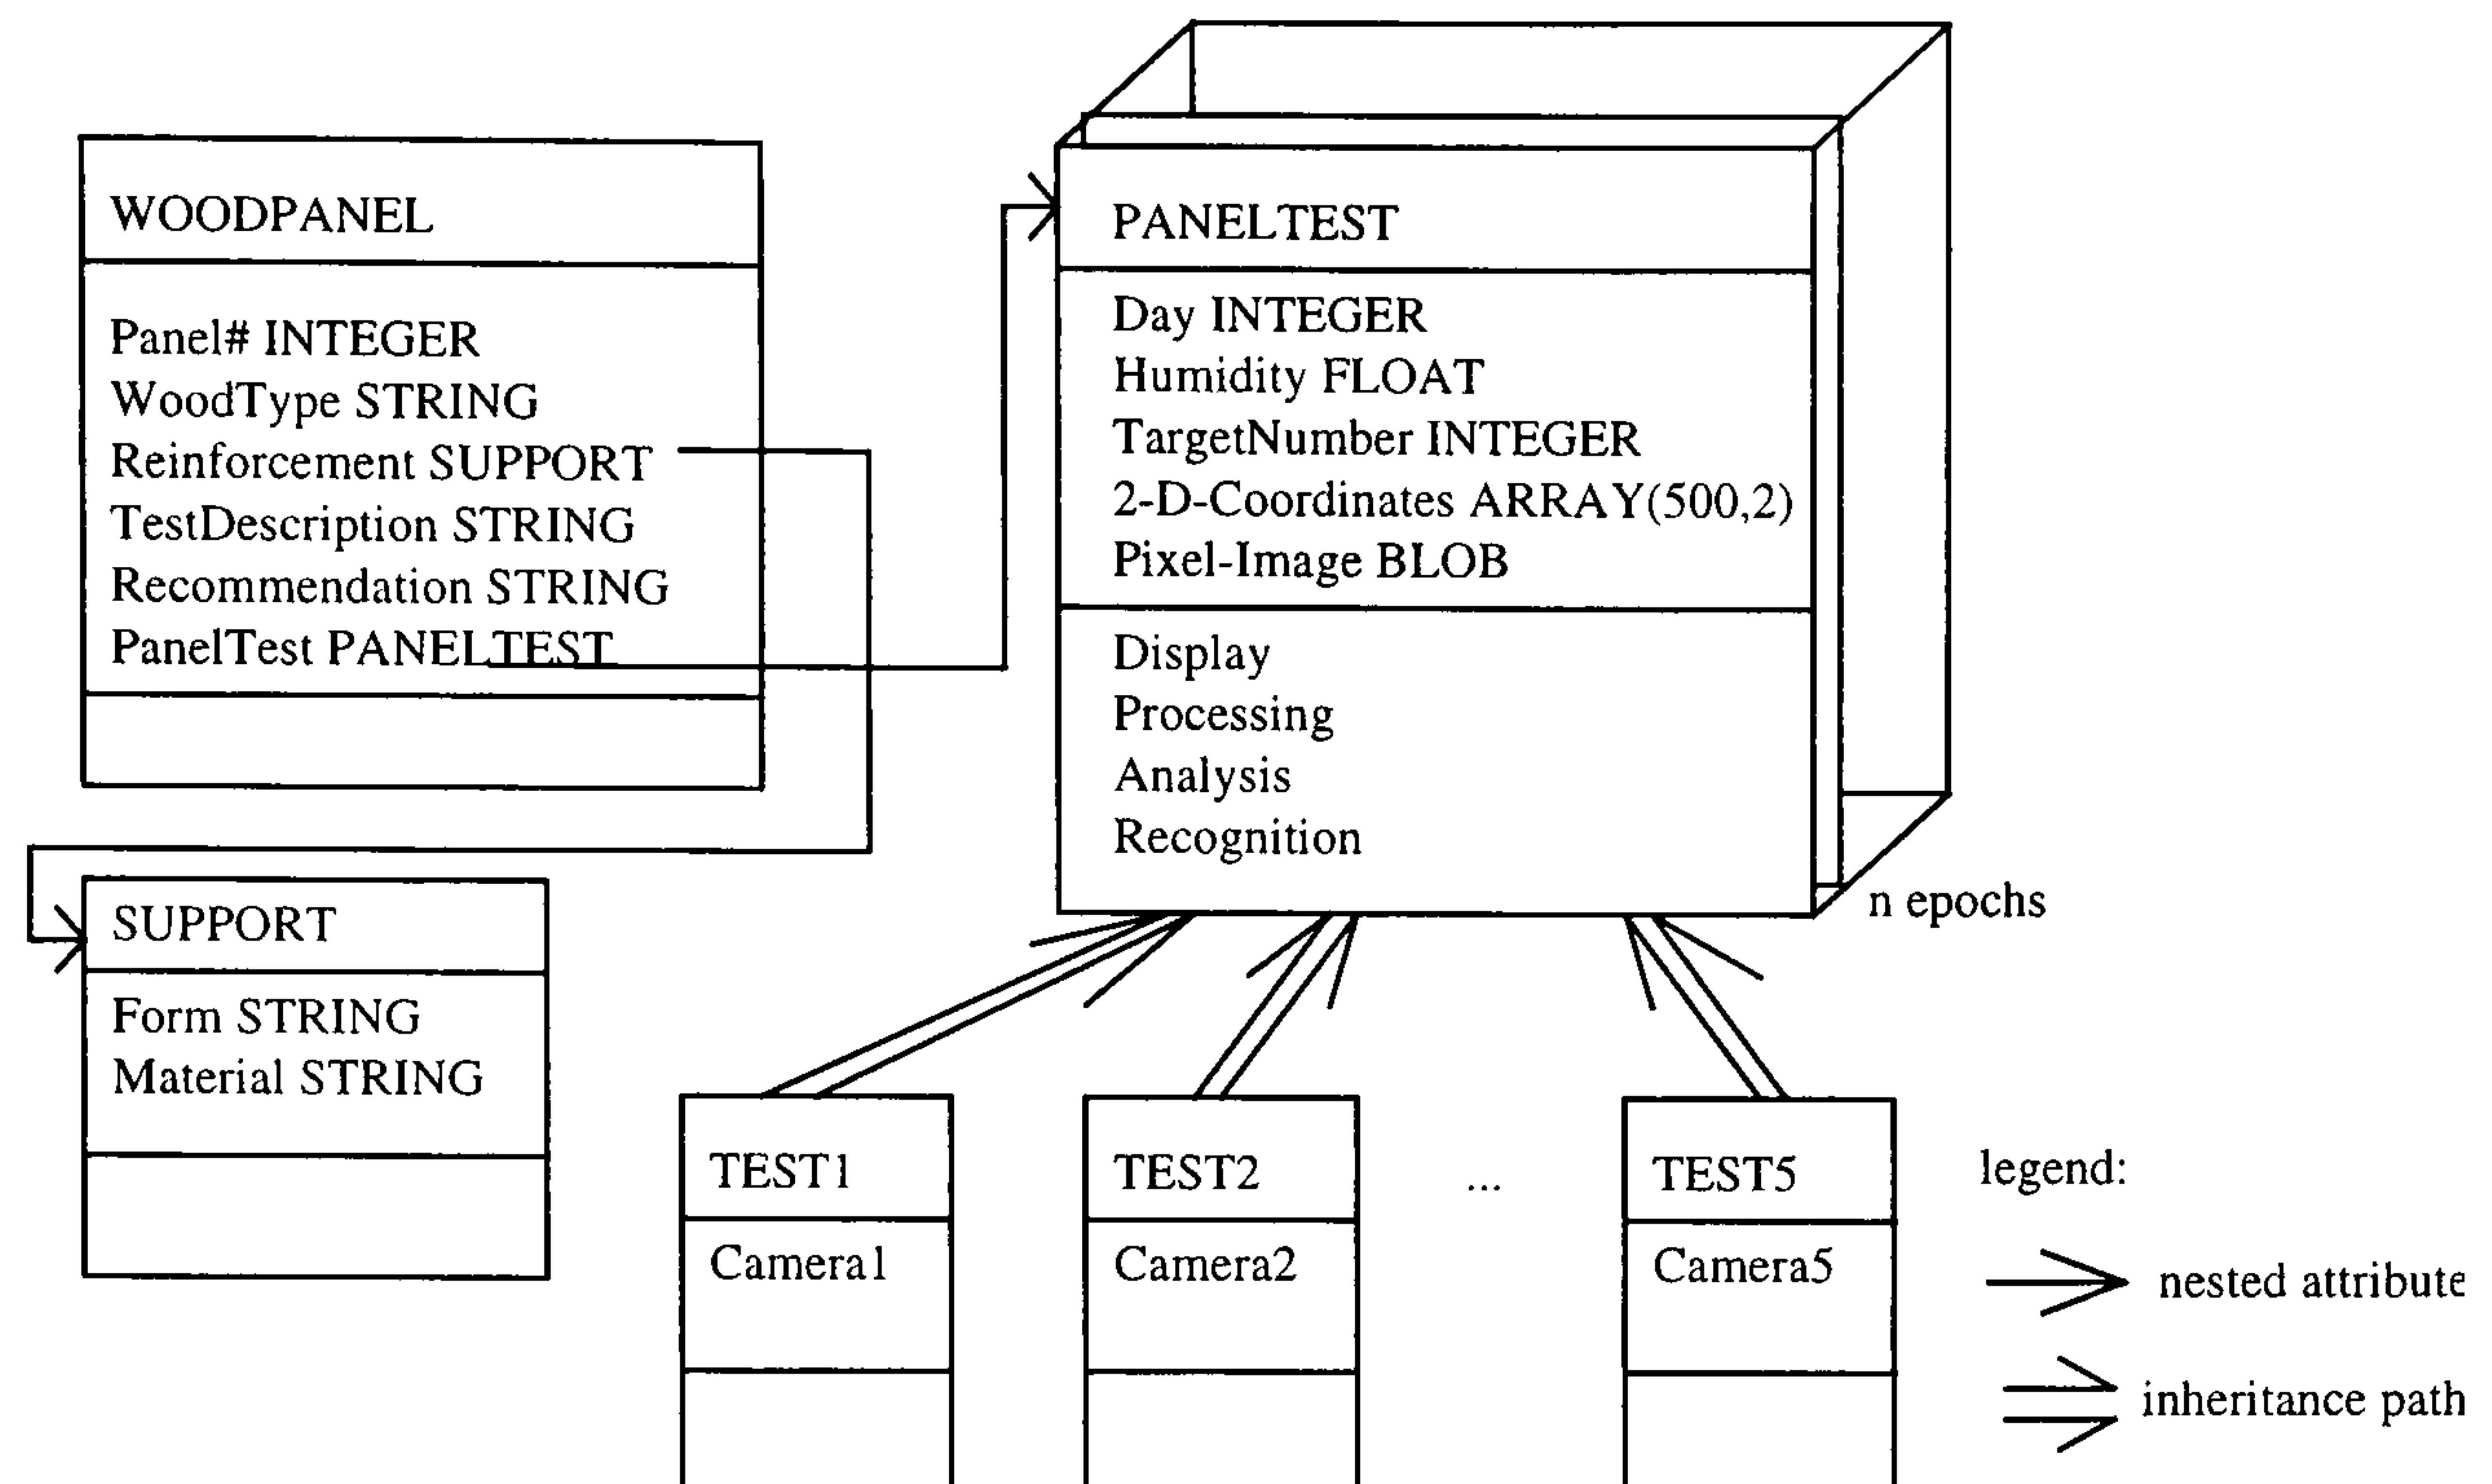 WOODPANEL
Panel# INTEGER
WoodType STRING
Reinforcement SUPPORT
TestDescription STRING
Recommendation STRING
PanelTest PANELTEST
PANELTEST
Day INTEGER
Humidity FLOAT
TargetNumber INTEGER
2-D-Coordinates ARRAY(500,2)
Pixel-Image BLOB
Display
Processing
Analysis
Recognition
n epochs
SUPPORT
Form STRING
Material STRING
TEST1
Camera1
TEST2
Camera2
...
TEST5
Camera5
legend:
nested attribute
inheritance path